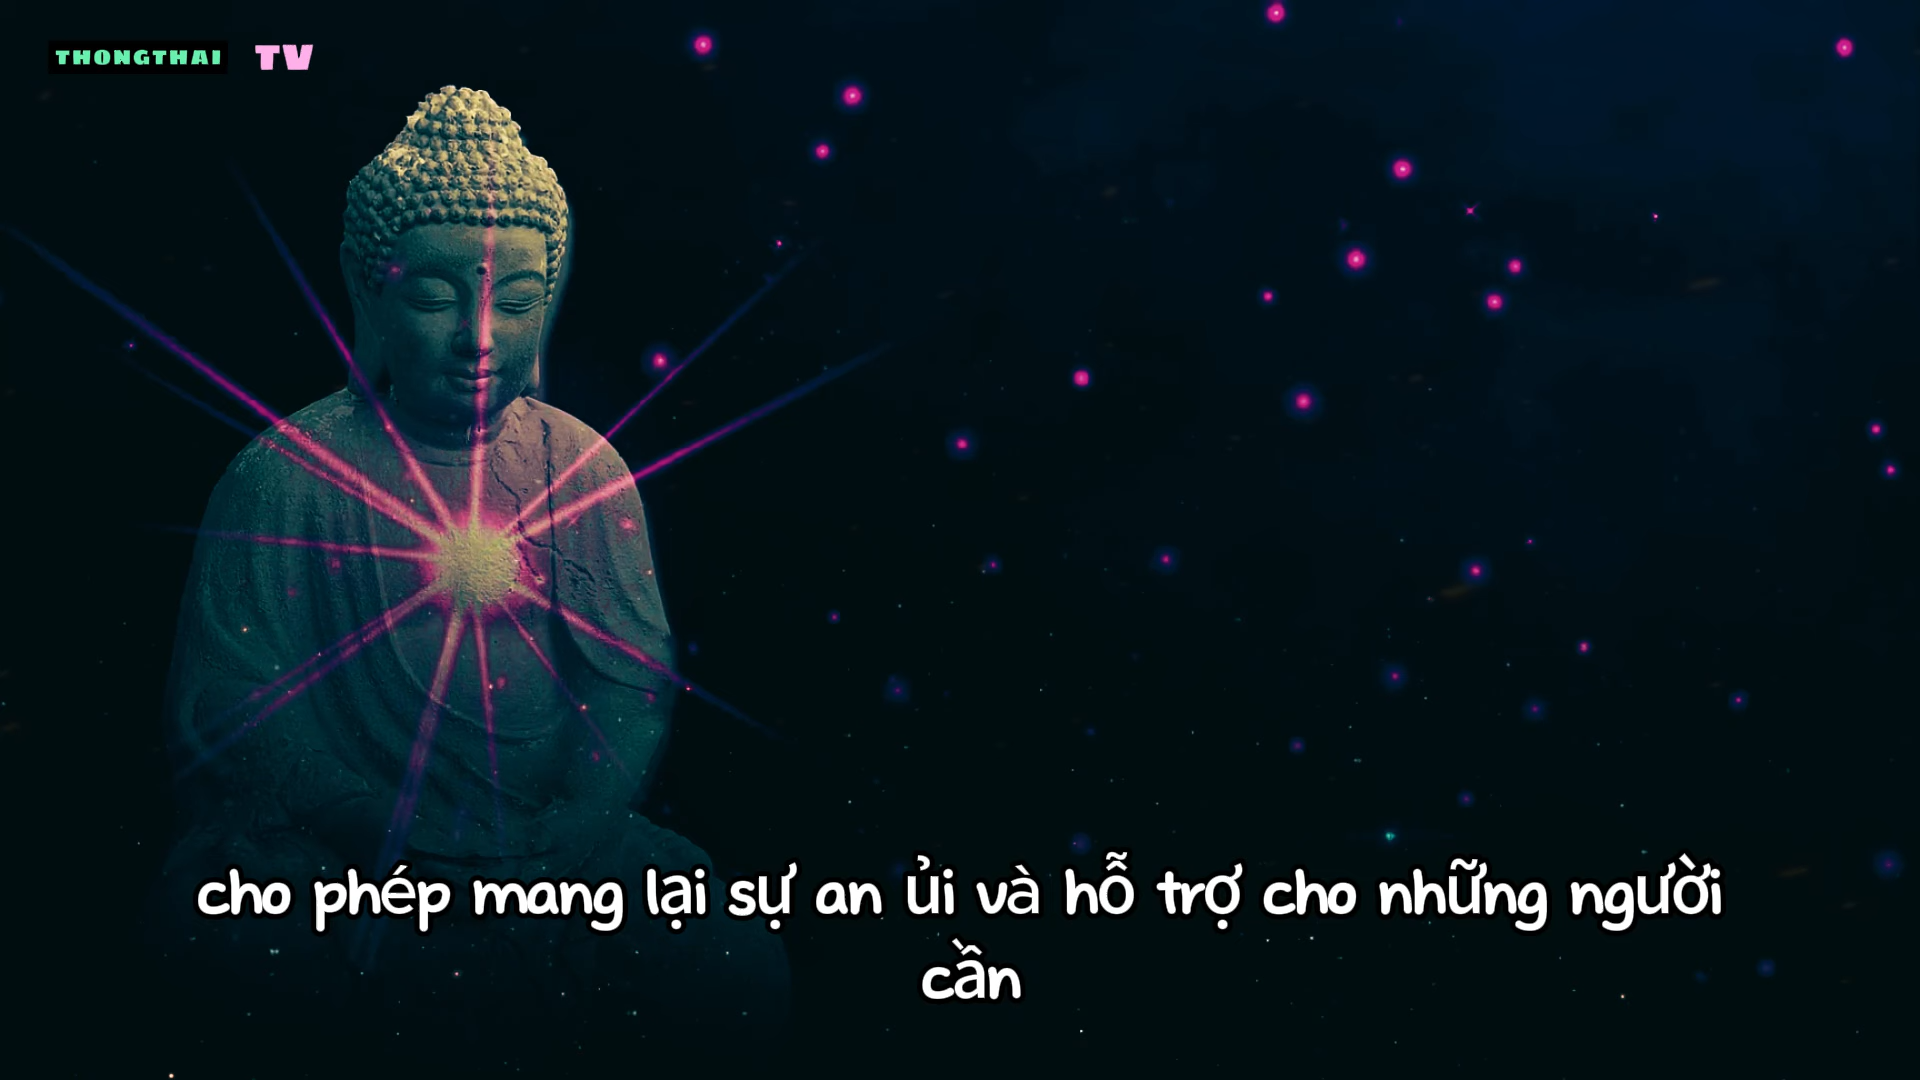 THONGTHAI TV
cho phép mang lại sự an ủi và hỗ trợ cho những người
cần